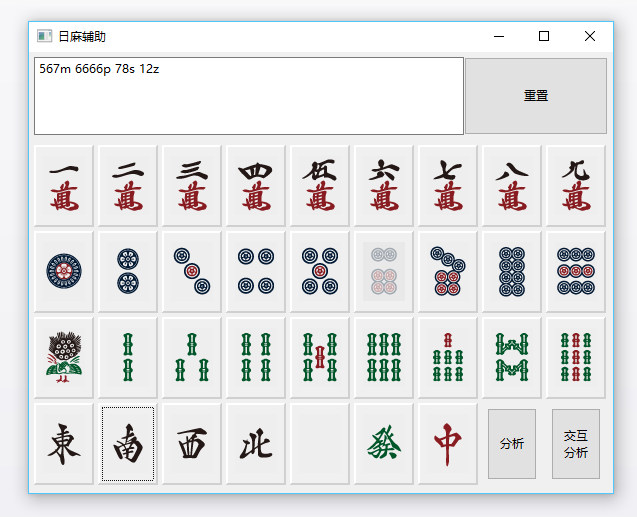 日麻辅助
567m 6666p 78s 12z
重置
一 二 三 四 伍 六 七 八 九
萬 萬 萬 萬 萬 萬 萬 萬 萬
東 南 西 北 發 中
分析
交互
分析